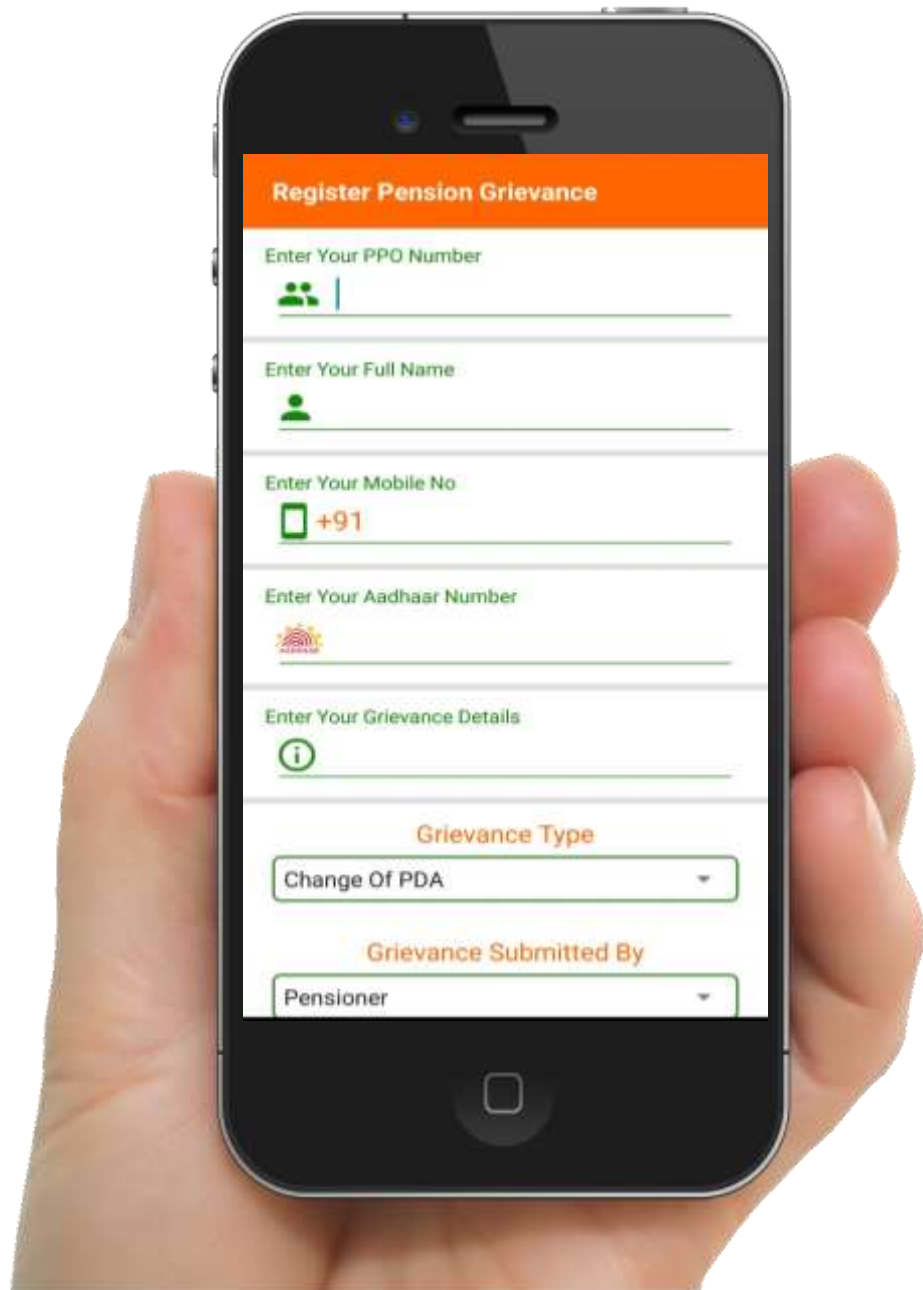 Register Pension Grievance
Enter Your PPO Number
Enter Your Full Name
Enter Your Mobile No
+91
Enter Your Aadhaar Number
AADHAAR
Enter Your Grievance Details
Grievance Type
Change Of PDA
Grievance Submitted By
Pensioner